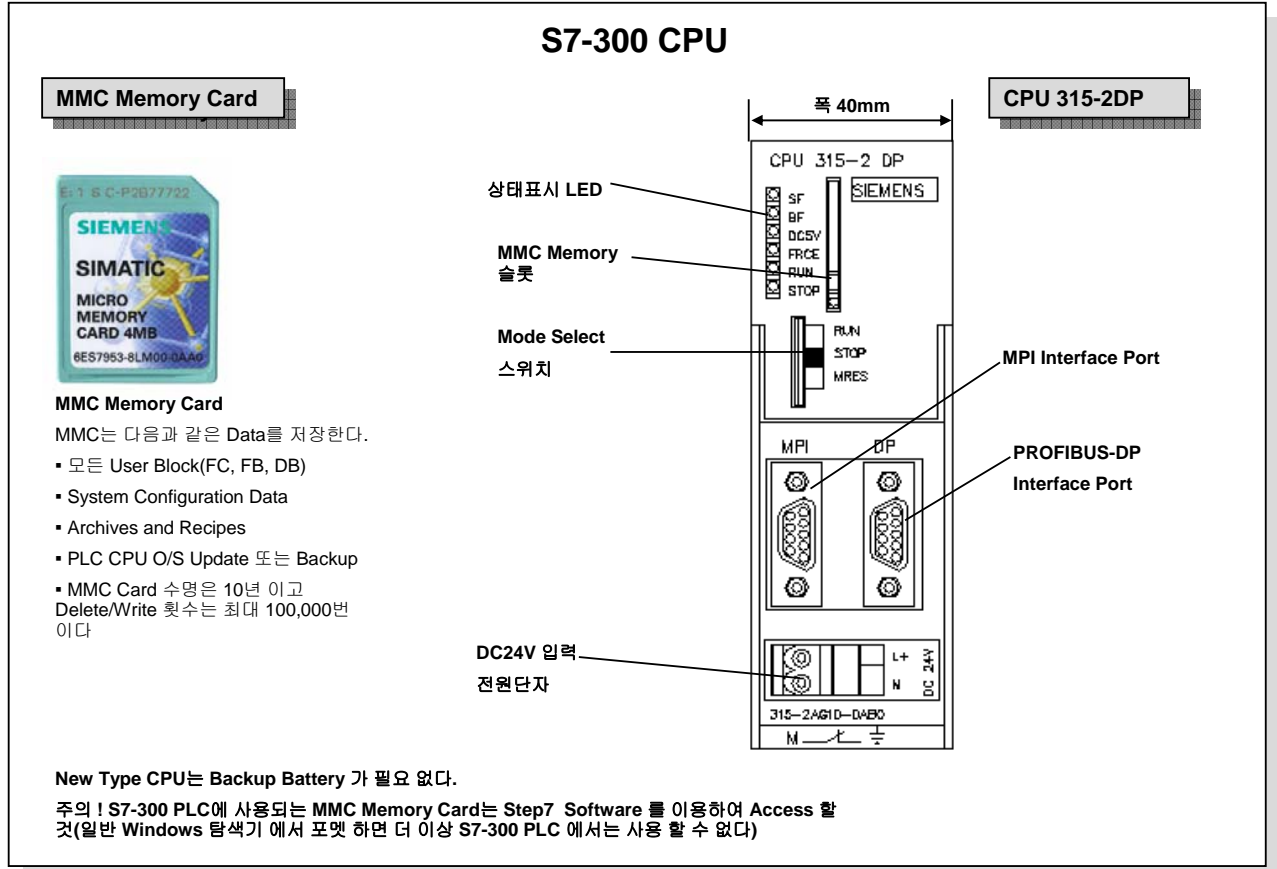 S7-300 CPU
MMC Memory Card
CPU 315-2DP
폭 40mm
E: 1 S C-P2B77722
SIEMENS
SIMATIC
MICRO
MEMORY
CARD 4MB
6ES7953-8LM00-0AA0
MMC Memory Card
MMC는 다음과 같은 Data를 저장한다.
▪ 모든 User Block(FC, FB, DB)
▪ System Configuration Data
▪ Archives and Recipes
▪ PLC CPU O/S Update 또는 Backup
▪ MMC Card 수명은 10년 이고
Delete/Write 횟수는 최대 100,000번
이다
상태표시 LED
MMC Memory
슬롯
Mode Select
스위치
DC24V 입력
전원단자
CPU 315-2 DP
SIEMENS
SF
BF
DC5V
FRCE
RUN
STOP
RUN
STOP
MRES
MPI DP
L+
N
DC 24V
315-2AG10-0AB0
M
MPI Interface Port
PROFIBUS-DP
Interface Port
New Type CPU는 Backup Battery 가 필요 없다.
주의 ! S7-300 PLC에 사용되는 MMC Memory Card는 Step7 Software 를 이용하여 Access 할
것(일반 Windows 탐색기 에서 포멧 하면 더 이상 S7-300 PLC 에서는 사용 할 수 없다)